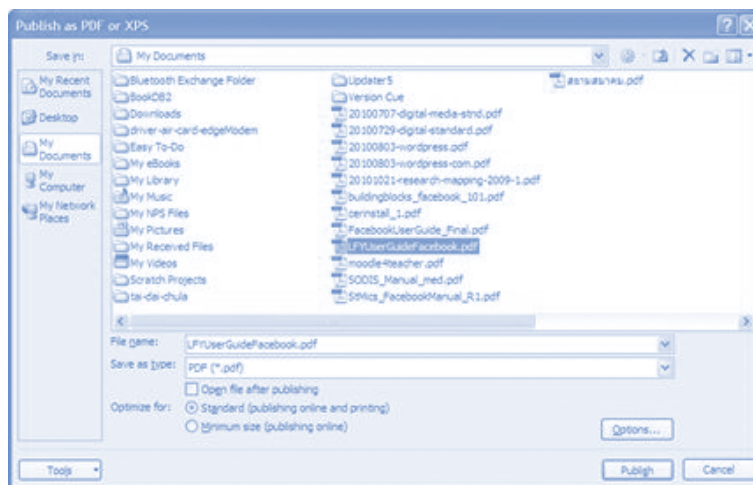 Publish as PDF or XPS
Save in:
My Documents
My Recent
Documents
Desktop
My
Documents
My
Computer
My Network
Places
Bluetooth Exchange Folder
BookDB2
Downloads
driver-air-card-edgeModem
Easy To-Do
My eBooks
My Library
My Music
My NPS Files
My Pictures
My Received Files
My Videos
Scratch Projects
tai-dai-chula
Updater5
Version Cue
20100707-digital-media-stnd.pdf
20100729-digital-standard.pdf
20100803-wordpress.pdf
20100803-wordpress-com.pdf
20101021-research-mapping-2009-1.pdf
buildingblocks_facebook_101.pdf
cerinstall_1.pdf
FacebookUserGuide_Final.pdf
LFYUserGuideFacebook.pdf
moodle4teacher.pdf
SODIS_Manual_med.pdf
StMics_FacebookManual_R1.pdf
File name:
LFYUserGuideFacebook.pdf
Save as type:
PDF (*.pdf)
Open file after publishing
Optimize for:
Standard (publishing online and printing)
Minimum size (publishing online)
Options...
Tools
Publish
Cancel